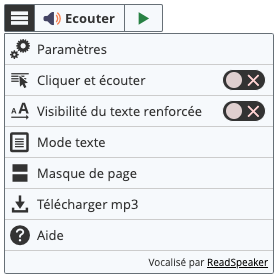 Ecouter
Paramètres
Cliquer et écouter
Visibilité du texte renforcée
Mode texte
Masque de page
Télécharger mp3
Aide
Vocalisé par ReadSpeaker